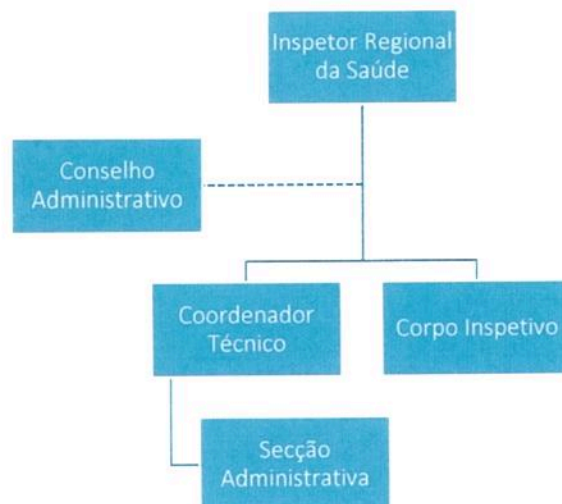 Inspetor Regional
da Saúde
Conselho
Administrativo
Coordenador
Técnico
Corpo Inspetivo
Secção
Administrativa